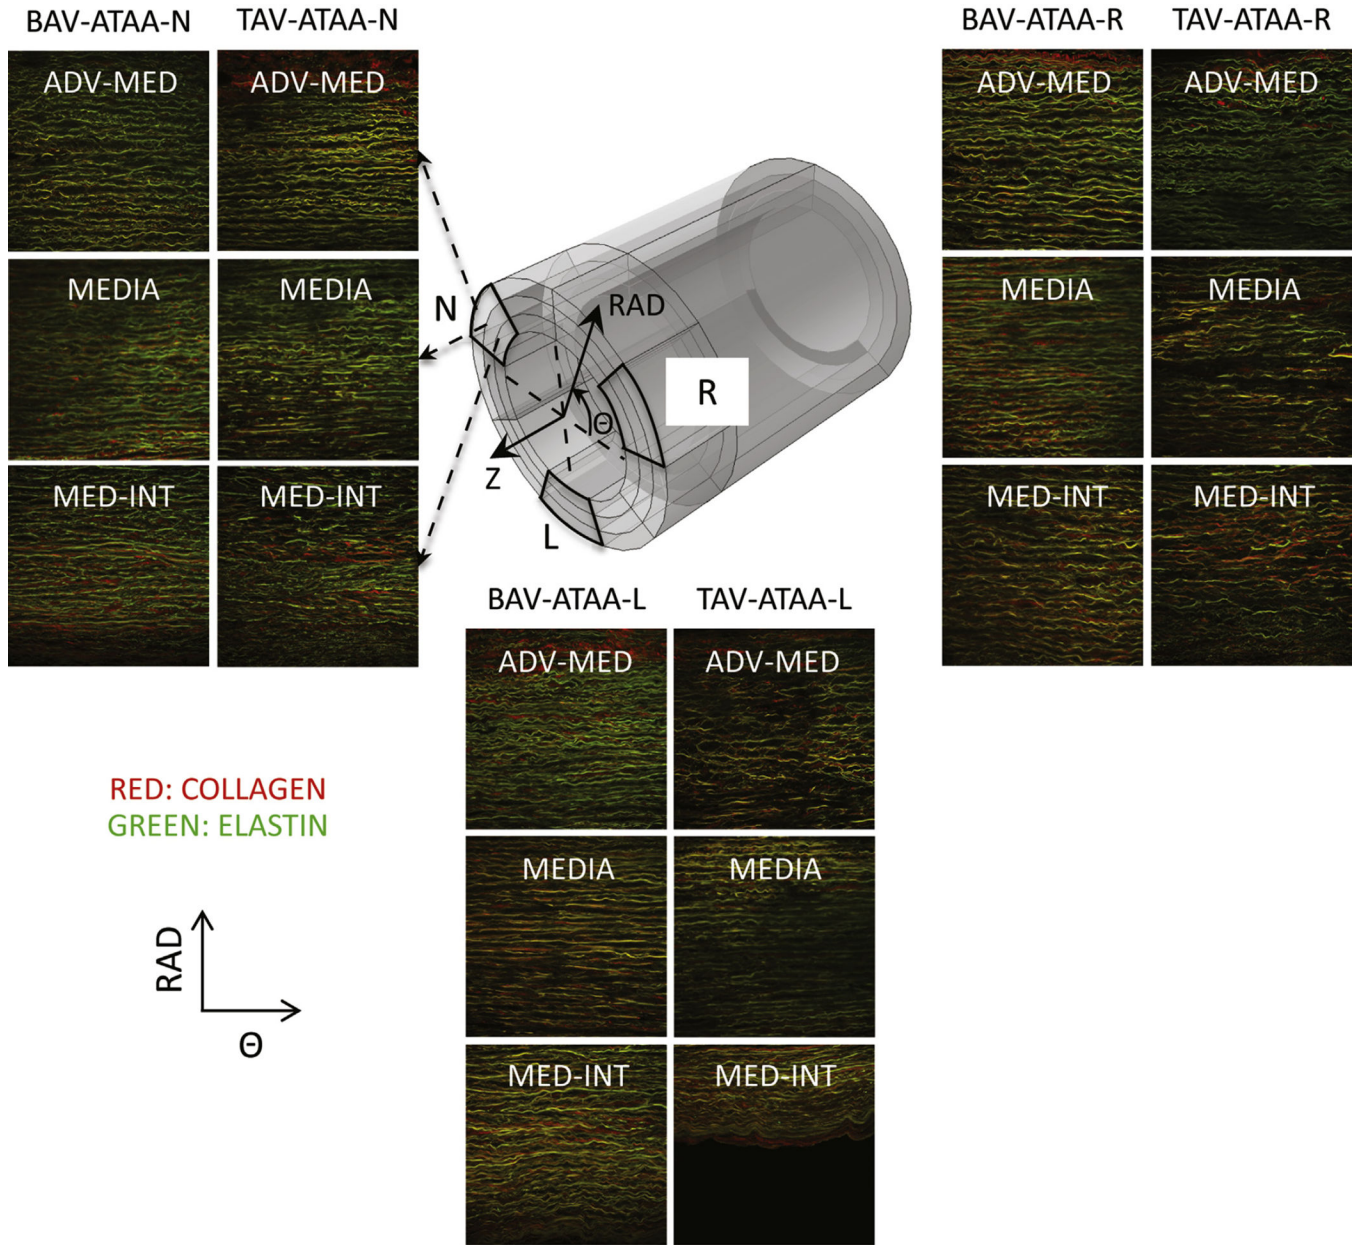 BAV-ATAA-N TAV-ATAA-N
ADV-MED ADV-MED
MEDIA MEDIA
MED-INT MED-INT
N
RAD
R
Θ
Z
L
BAV-ATAA-R TAV-ATAA-R
ADV-MED ADV-MED
MEDIA MEDIA
MED-INT MED-INT
BAV-ATAA-L TAV-ATAA-L
ADV-MED ADV-MED
MEDIA MEDIA
MED-INT MED-INT
RED: COLLAGEN
GREEN: ELASTIN
RAD
Θ